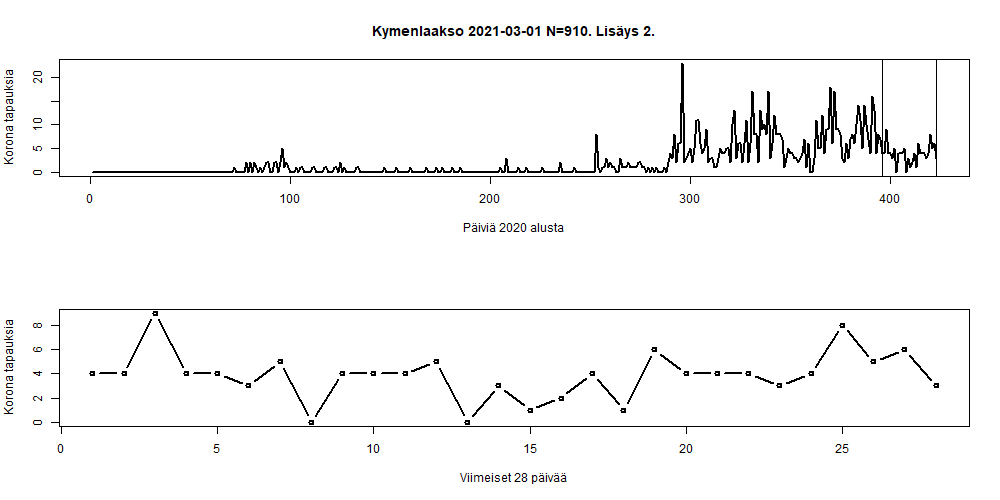 Kymenlaakso 2021-03-01 N=910. Lisäys 2.
Korona tapauksia
0 5 10 20
0 100 200 300 400
Päiviä 2020 alusta
Korona tapauksia
0 2 4 6 8
0 5 10 15 20 25
Viimeiset 28 päivää